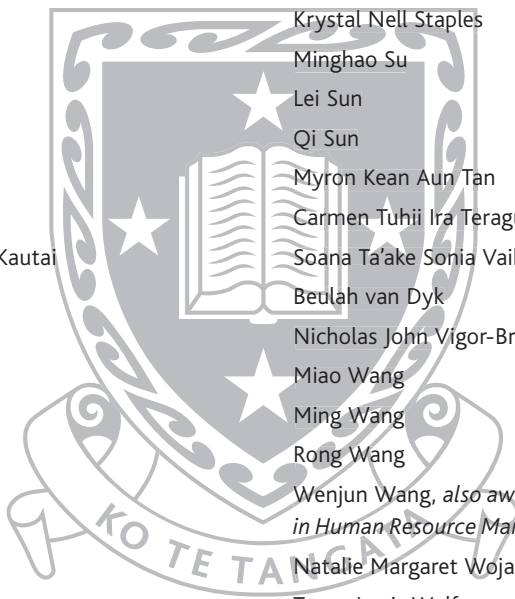 Krystal Nell Staples
Minghao Su
Lei Sun
Qi Sun
Myron Kean Aun Tan
Carmen Tuhii Ira
Kautai
Soana Ta'ake Sonia
Beulah van Dyk
Nicholas John
Miao Wang
Ming Wang
Rong Wang
Wenjun Wang, also
in Human Resource
Natalie Margaret
KO TE TANGATA